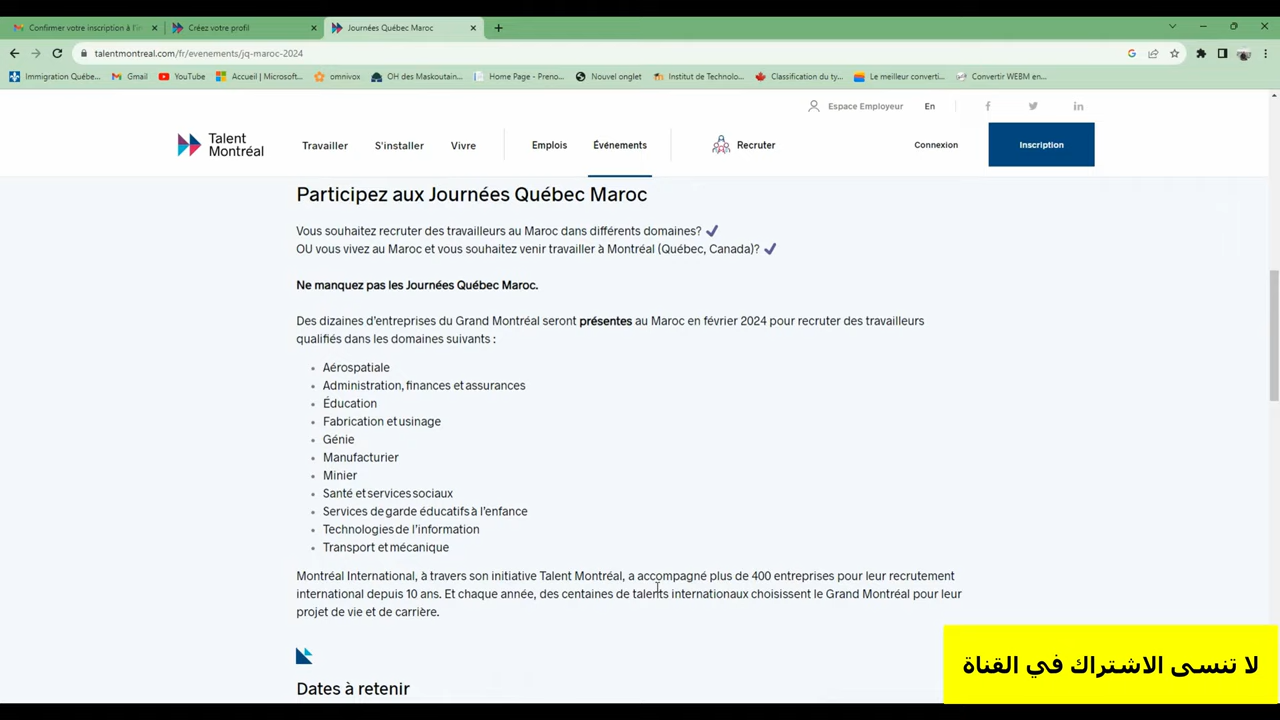 Confirmer votre inscription à l'i
Créez votre profil
Journées Québec Maroc
talentmontreal.com/fr/evenements/jq-maroc-2024
Immigration Québe...
Gmail
YouTube
Accueil | Microsoft...
omnivox
OH des Maskoutain...
Home Page - Preno...
Nouvel onglet
Institut de Technolo...
Classification du ty...
Le meilleur converti...
Convertir WEBM en...
Espace Employeur
En
Talent
Montréal
Travailler
S'installer
Vivre
Emplois
Événements
Recruter
Connexion
Inscription
Participez aux Journées Québec Maroc
Vous souhaitez recruter des travailleurs au Maroc dans différents domaines?
OU vous vivez au Maroc et vous souhaitez venir travailler à Montréal (Québec, Canada)?
Ne manquez pas les Journées Québec Maroc.
Des dizaines d'entreprises du Grand Montréal seront présentes au Maroc en février 2024 pour recruter des travailleurs
qualifiés dans les domaines suivants :
Aérospatiale
Administration, finances et assurances
Éducation
Fabrication et usinage
Génie
Manufacturier
Minier
Santé et services sociaux
Services de garde éducatifs à l'enfance
Technologies de l'information
Transport et mécanique
Montréal International, à travers son initiative Talent Montréal, a accompagné plus de 400 entreprises pour leur recrutement
international depuis 10 ans. Et chaque année, des centaines de talents internationaux choisissent le Grand Montréal pour leur
projet de vie et de carrière.
لا تنسى الاشتراك في القناة
Dates à retenir